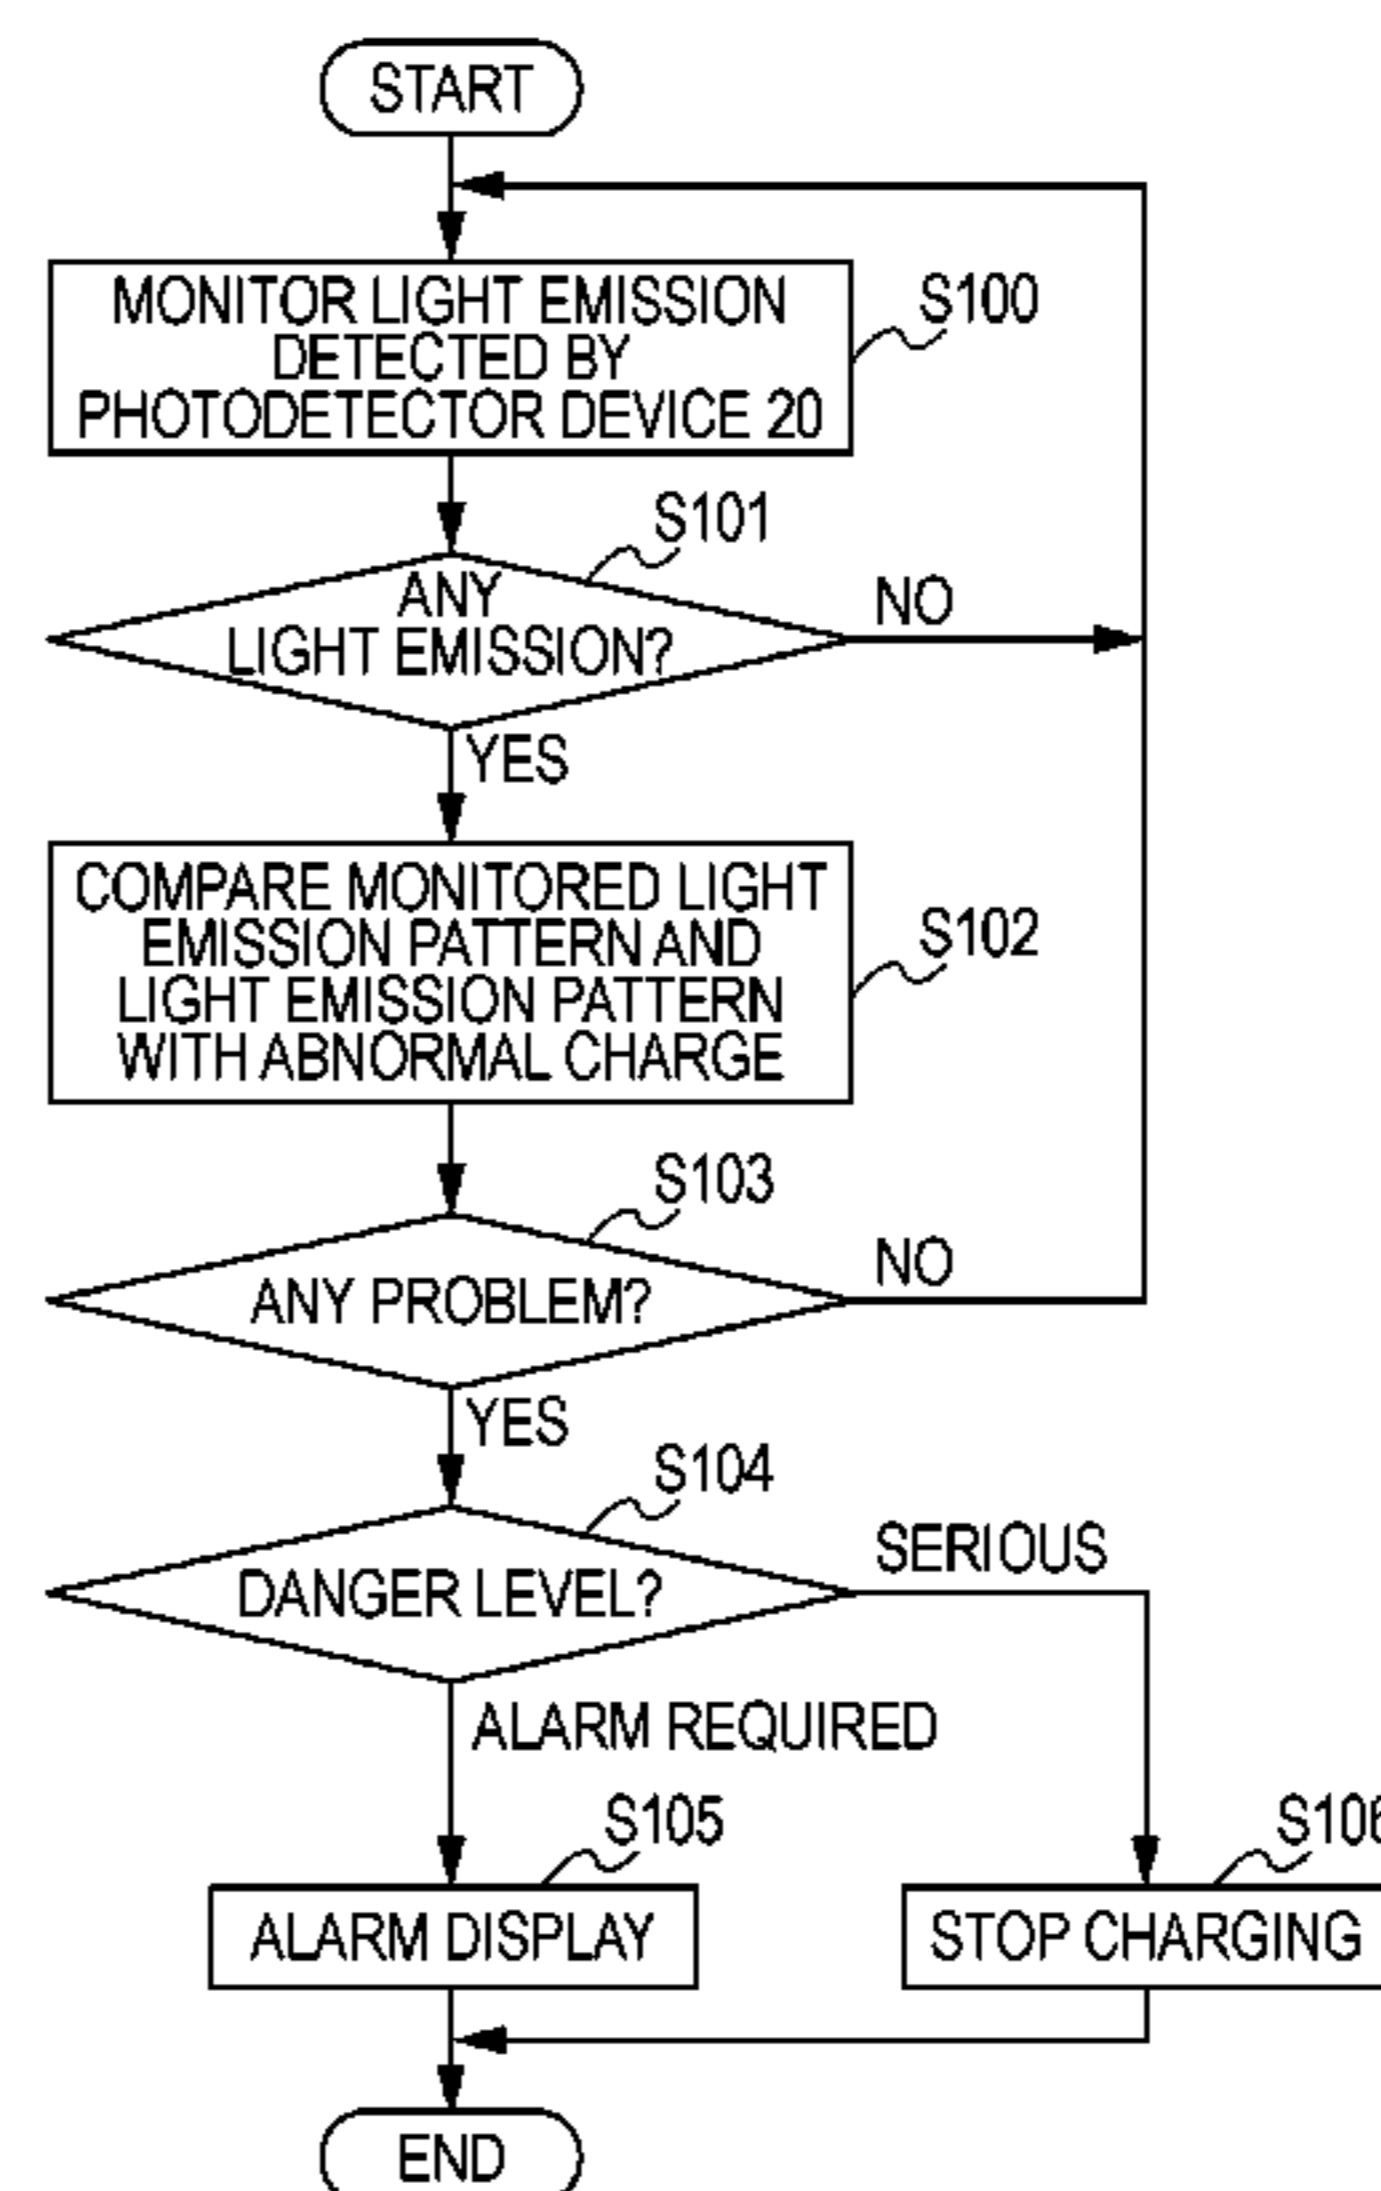 START
MONITOR LIGHT EMISSION
DETECTED BY
PHOTODETECTOR DEVICE 20
S100
S101
ANY
LIGHT EMISSION?
NO
YES
COMPARE MONITORED LIGHT
EMISSION PATTERN AND
LIGHT EMISSION PATTERN
WITH ABNORMAL CHARGE
S102
S103
ANY PROBLEM?
NO
YES
S104
DANGER LEVEL?
SERIOUS
ALARM REQUIRED
S105
S106
ALARM DISPLAY
STOP CHARGING
END